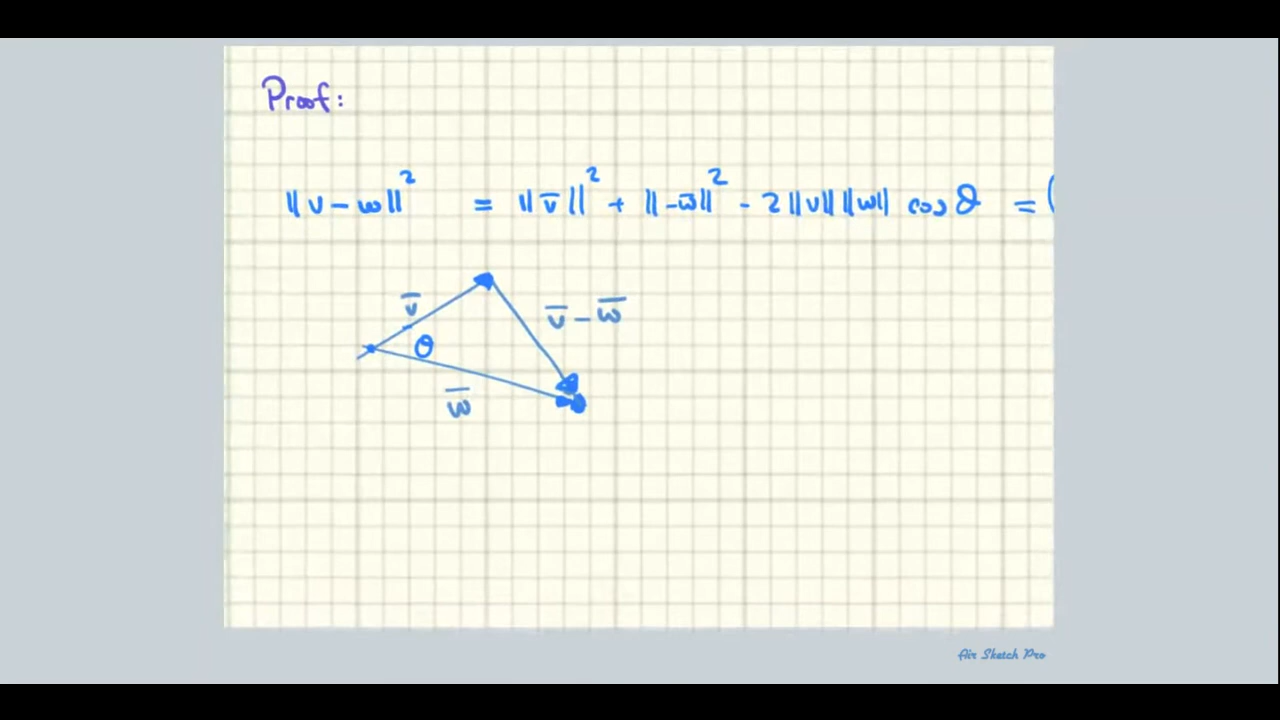 Proof:
||v - w||² = ||v̅||² + ||-w̅||² - 2||v|| ||w|| cos θ = (
v̅
v̅ - w̅
θ
w̅
Air Sketch Pro